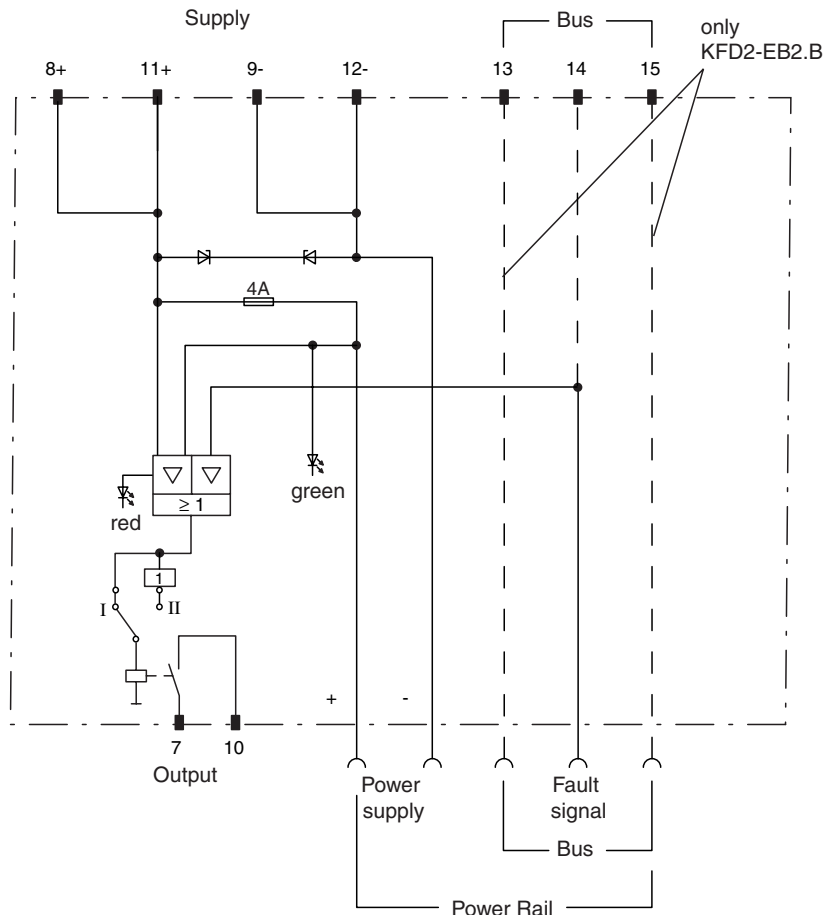 Supply
Bus
only
KFD2-EB2.B
8+ 11+ 9- 12- 13 14 15
4A
green
red
≥ 1
1
I II
+ -
7 10
Output
Power
supply
Fault
signal
Bus
Power Rail